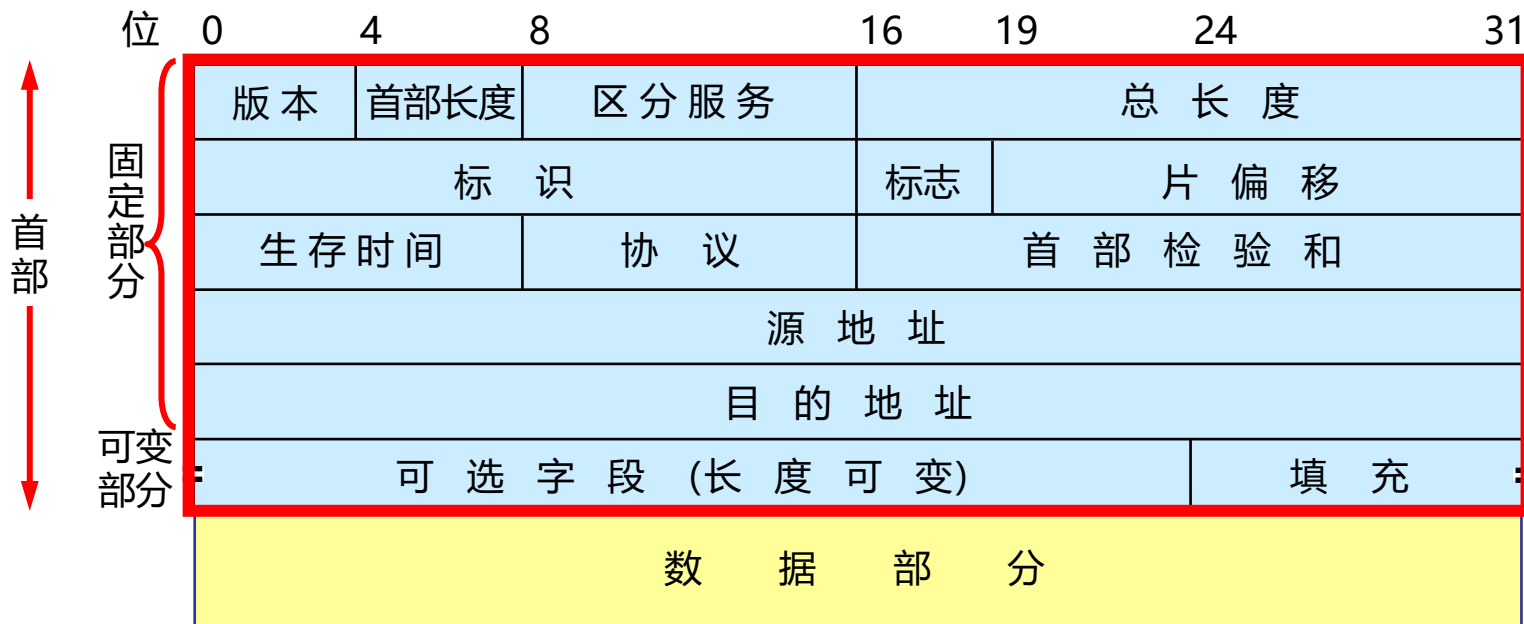 位 0 4 8 16 19 24 31
版 本 首部长度 区 分 服 务 总 长 度
标 识 标志 片 偏 移
生 存 时 间 协 议 首 部 检 验 和
源 地 址
目 的 地 址
可 选 字 段 (长 度 可 变) 填 充
数 据 部 分
首部
固定部分
可变
部分